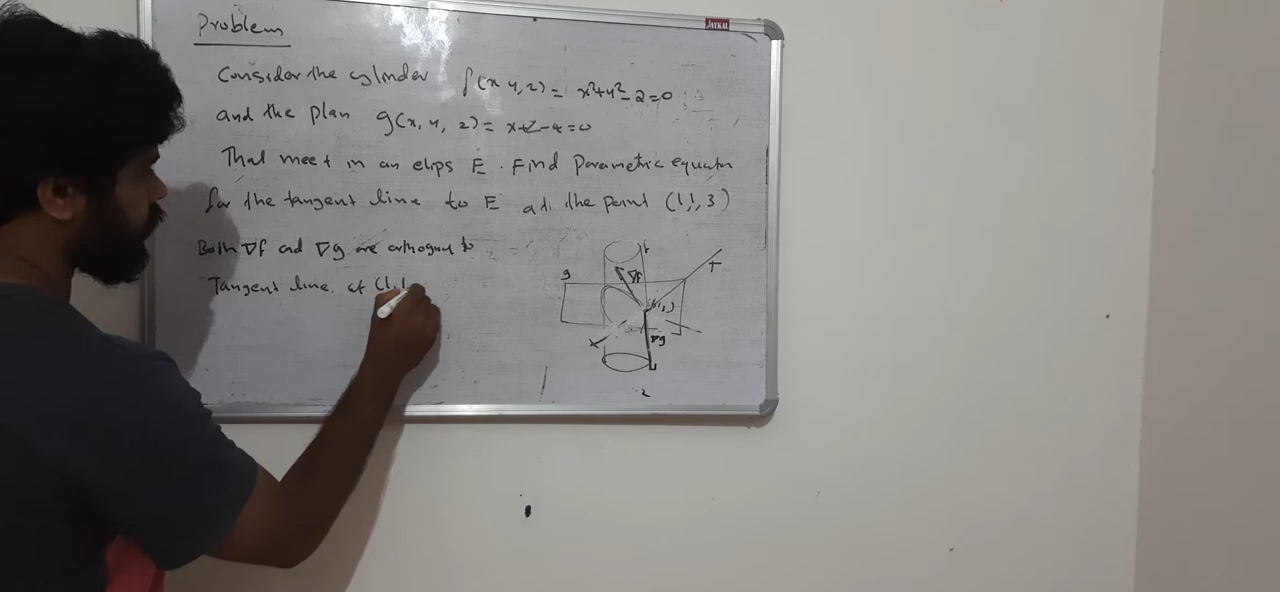 JAYKAL
Problem
Consider the cylinder f(x y, z) = x²+y²-2=0
and the plan g(x, y, z) = x+z-4=0
That meet in an elips E. Find Parametric equation
for the tangent line to E at the point (1,1,3)
Both ∇f and ∇g are orthogonal to
Tangent line. at (1,1
g ∇f T
∇g